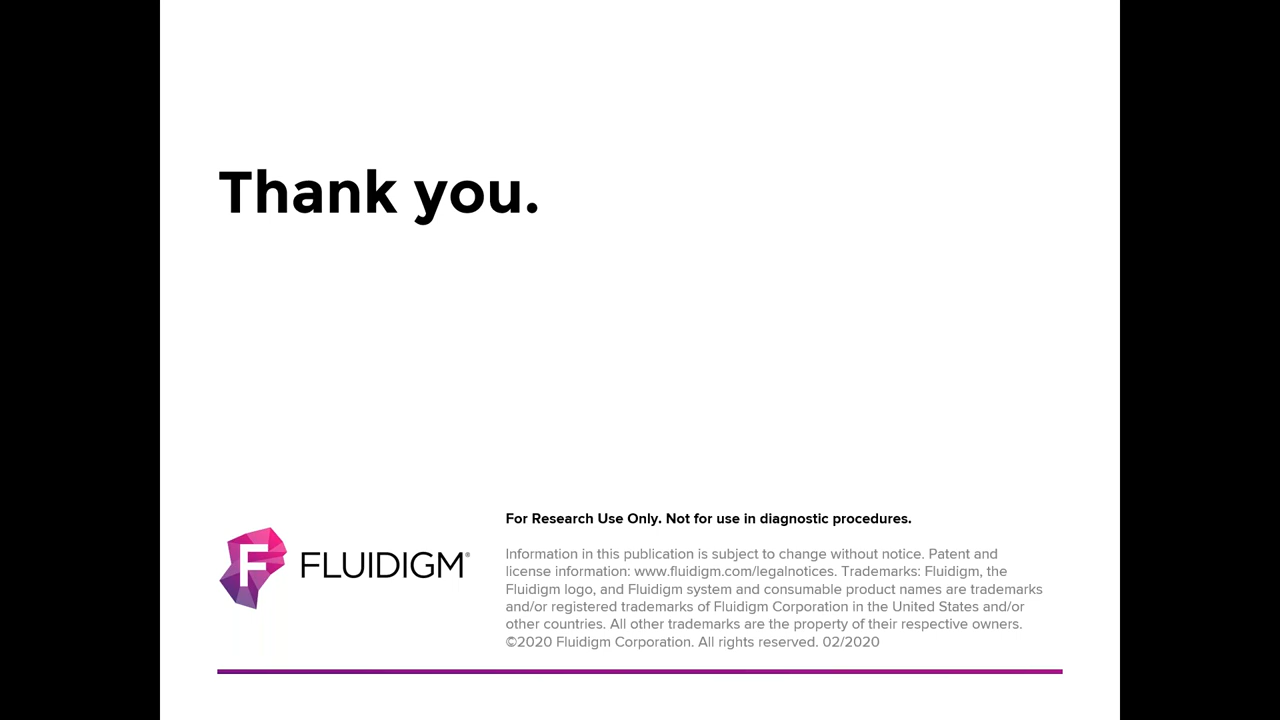 Thank you.
F FLUIDIGM®
For Research Use Only. Not for use in diagnostic procedures.
Information in this publication is subject to change without notice. Patent and
license information: www.fluidigm.com/legalnotices. Trademarks: Fluidigm, the
Fluidigm logo, and Fluidigm system and consumable product names are trademarks
and/or registered trademarks of Fluidigm Corporation in the United States and/or
other countries. All other trademarks are the property of their respective owners.
©2020 Fluidigm Corporation. All rights reserved. 02/2020